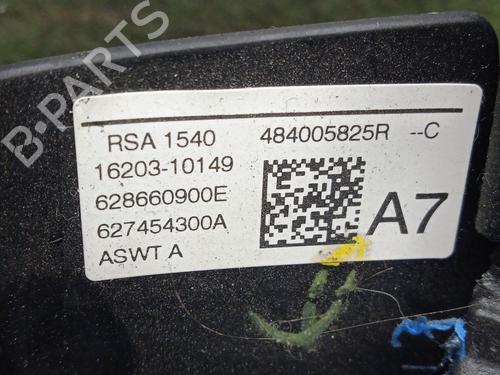 B-PARTS
RSA 1540 484005825R --C
16203-10149
628660900E
627454300A
ASWT A
A7